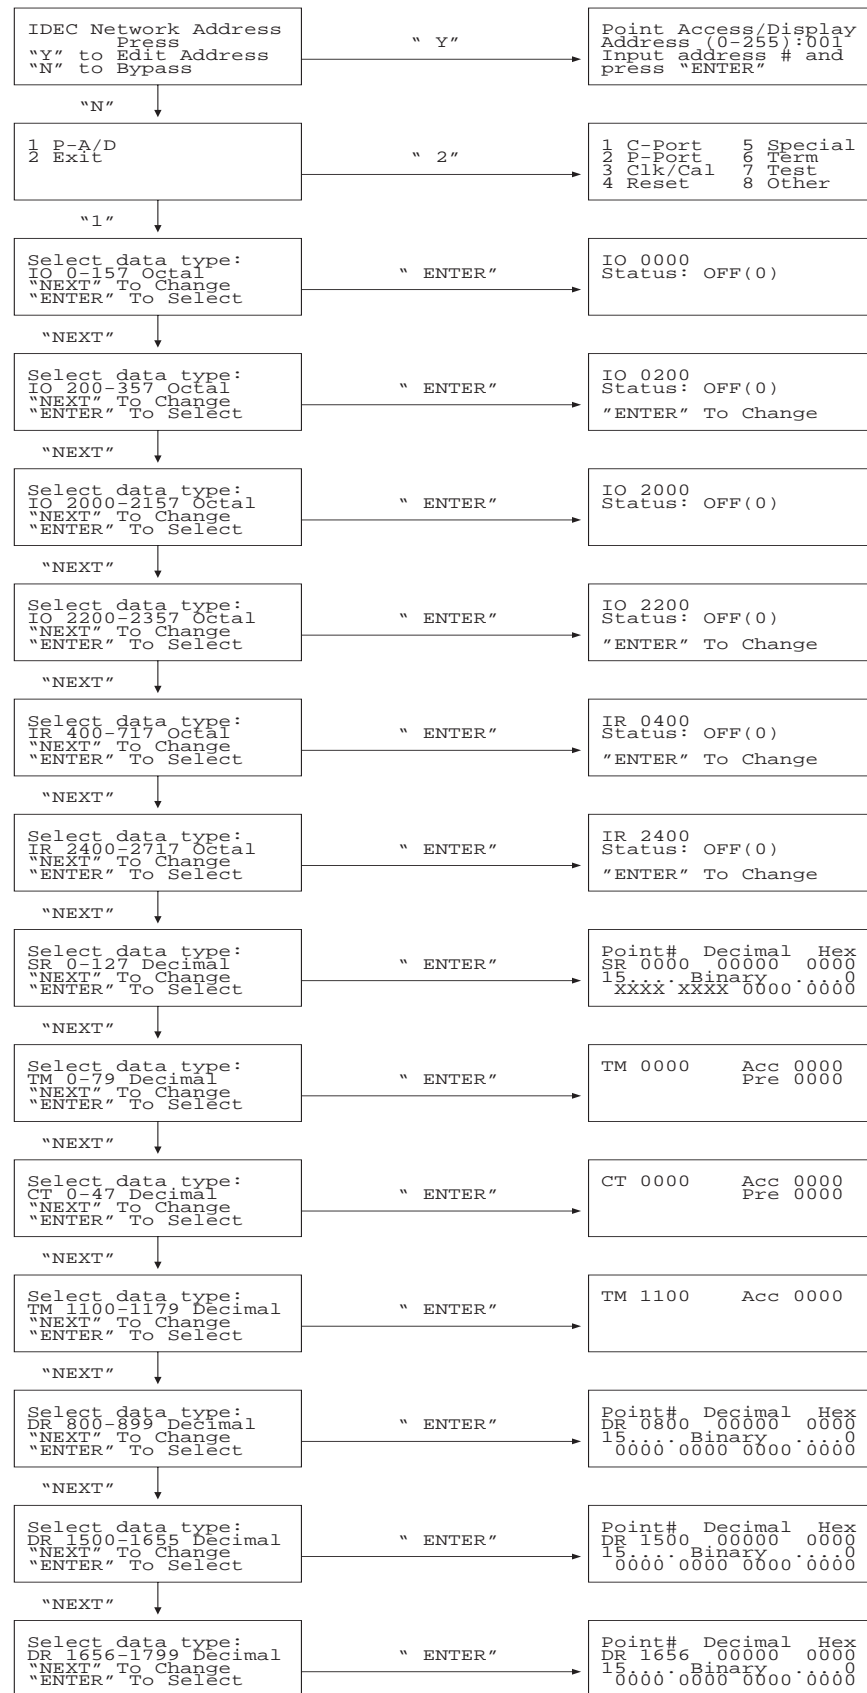 IDEC Network Address
Press
“Y” to Edit Address
“N” to Bypass
“ Y”
Point Access/Display
Address (0-255):001
Input address # and
press “ENTER”
“N”
1 P-A/D
2 Exit
“ 2”
1 C-Port 5 Special
2 P-Port 6 Term
3 Clk/Cal 7 Test
4 Reset 8 Other
“1”
Select data type:
IO 0-157 Octal
“NEXT” To Change
“ENTER” To Select
“ ENTER”
IO 0000
Status: OFF(0)
“NEXT”
Select data type:
IO 200-357 Octal
“NEXT” To Change
“ENTER” To Select
“ ENTER”
IO 0200
Status: OFF(0)
”ENTER” To Change
“NEXT”
Select data type:
IO 2000-2157 Octal
“NEXT” To Change
“ENTER” To Select
“ ENTER”
IO 2000
Status: OFF(0)
“NEXT”
Select data type:
IO 2200-2357 Octal
“NEXT” To Change
“ENTER” To Select
“ ENTER”
IO 2200
Status: OFF(0)
”ENTER” To Change
“NEXT”
Select data type:
IR 400-717 Octal
“NEXT” To Change
“ENTER” To Select
“ ENTER”
IR 0400
Status: OFF(0)
”ENTER” To Change
“NEXT”
Select data type:
IR 2400-2717 Octal
“NEXT” To Change
“ENTER” To Select
“ ENTER”
IR 2400
Status: OFF(0)
”ENTER” To Change
“NEXT”
Select data type:
SR 0-127 Decimal
“NEXT” To Change
“ENTER” To Select
“ ENTER”
Point# Decimal Hex
SR 0000 00000 0000
15.... Binary ....0
XXXX XXXX 0000 0000
“NEXT”
Select data type:
TM 0-79 Decimal
“NEXT” To Change
“ENTER” To Select
“ ENTER”
TM 0000 Acc 0000
Pre 0000
“NEXT”
Select data type:
CT 0-47 Decimal
“NEXT” To Change
“ENTER” To Select
“ ENTER”
CT 0000 Acc 0000
Pre 0000
“NEXT”
Select data type:
TM 1100-1179 Decimal
“NEXT” To Change
“ENTER” To Select
“ ENTER”
TM 1100 Acc 0000
“NEXT”
Select data type:
DR 800-899 Decimal
“NEXT” To Change
“ENTER” To Select
“ ENTER”
Point# Decimal Hex
DR 0800 00000 0000
15.... Binary ....0
0000 0000 0000 0000
“NEXT”
Select data type:
DR 1500-1655 Decimal
“NEXT” To Change
“ENTER” To Select
“ ENTER”
Point# Decimal Hex
DR 1500 00000 0000
15.... Binary ....0
0000 0000 0000 0000
“NEXT”
Select data type:
DR 1656-1799 Decimal
“NEXT” To Change
“ENTER” To Select
“ ENTER”
Point# Decimal Hex
DR 1656 00000 0000
15.... Binary ....0
0000 0000 0000 0000